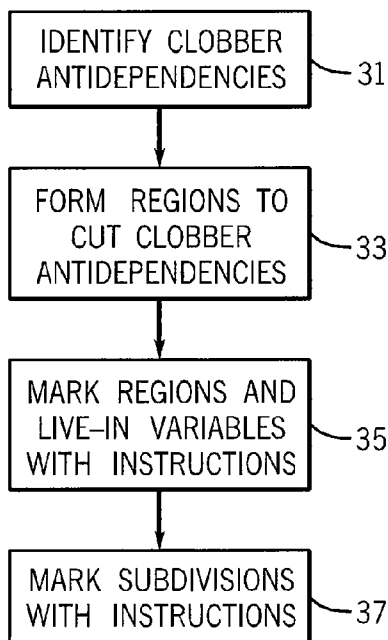 IDENTIFY CLOBBER
ANTIDEPENDENCIES
31
FORM REGIONS TO
CUT CLOBBER
ANTIDEPENDENCIES
33
MARK REGIONS AND
LIVE-IN VARIABLES
WITH INSTRUCTIONS
35
MARK SUBDIVISIONS
WITH INSTRUCTIONS
37